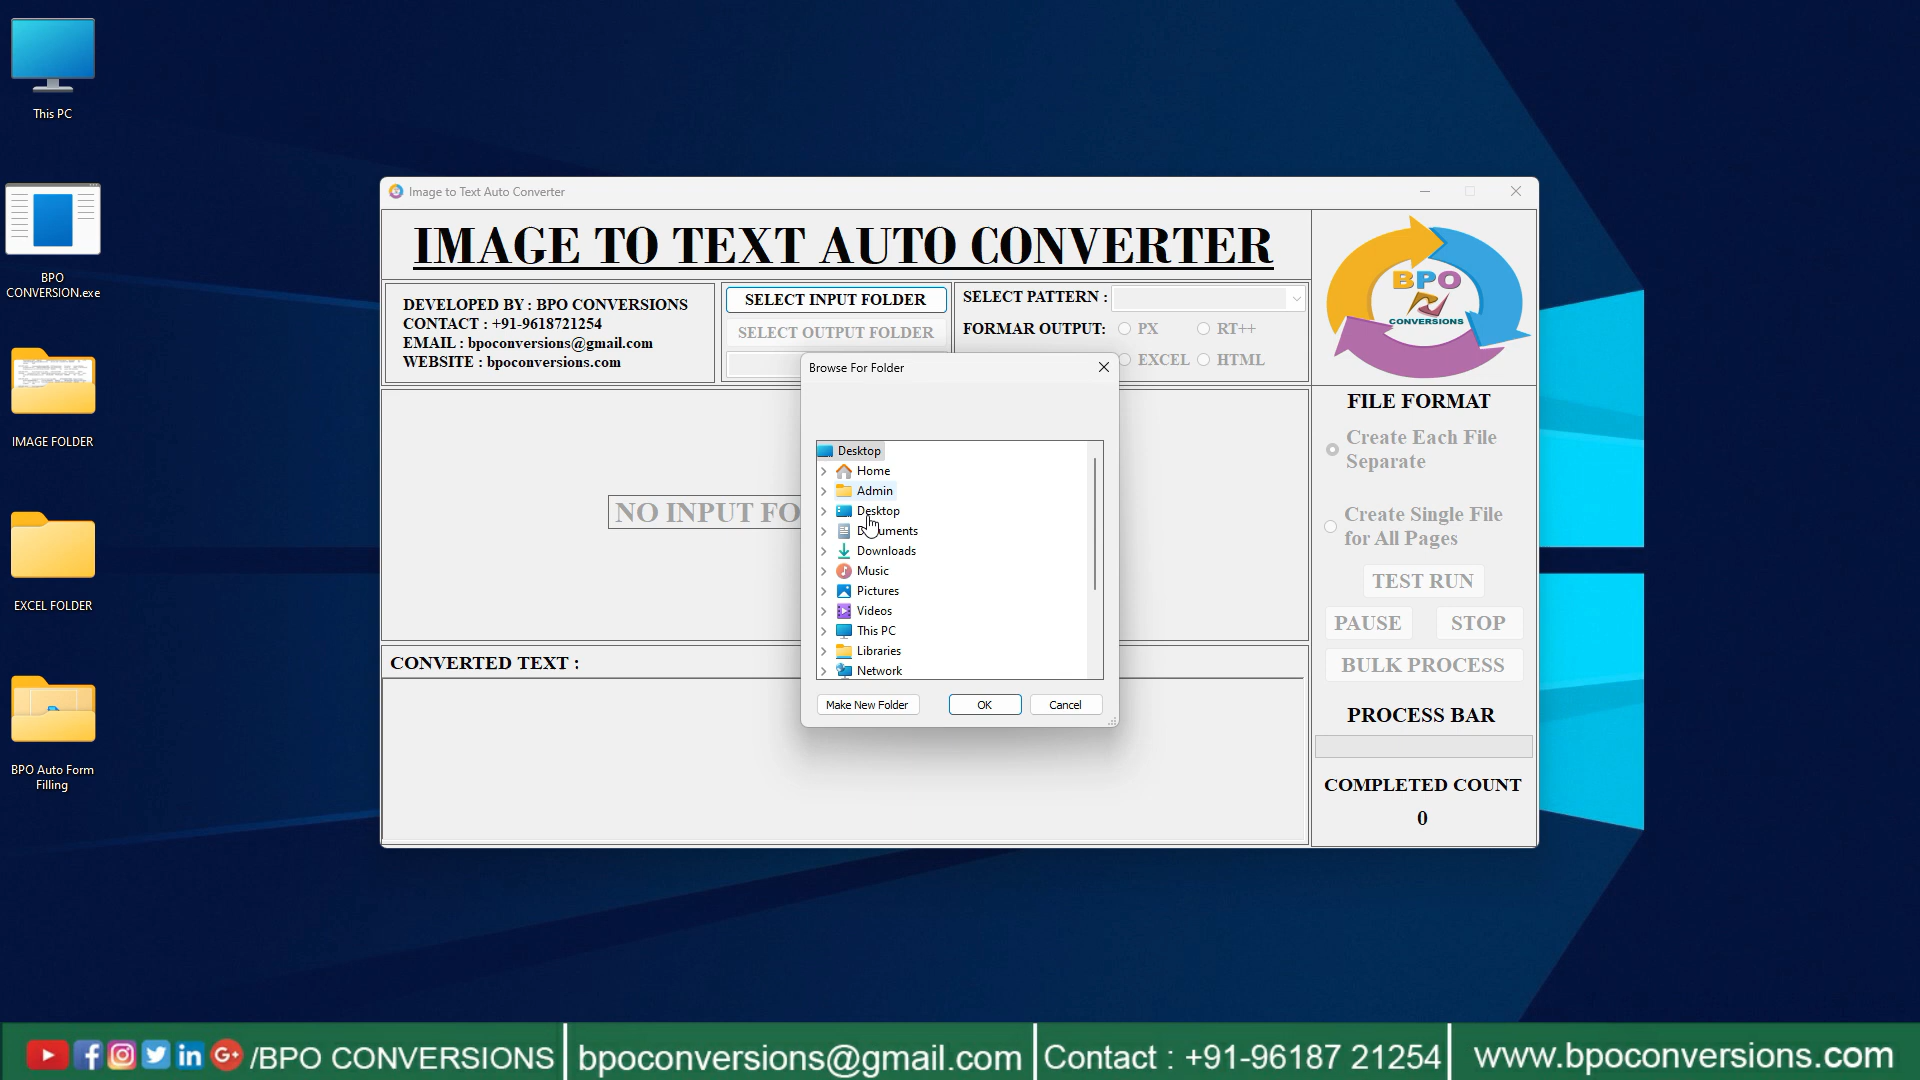 This PC
BPO
CONVERSION.exe
IMAGE FOLDER
EXCEL FOLDER
BPO Auto Form
Filling
Image to Text Auto Converter
IMAGE TO TEXT AUTO CONVERTER
DEVELOPED BY : BPO CONVERSIONS
CONTACT : +91-9618721254
EMAIL : bpoconversions@gmail.com
WEBSITE : bpoconversions.com
SELECT INPUT FOLDER
SELECT OUTPUT FOLDER
SELECT PATTERN :
FORMAR OUTPUT:
PX
RT++
EXCEL
HTML
BPO
CONVERSIONS
NO INPUT FO
Browse For Folder
Desktop
Home
Admin
Desktop
Documents
Downloads
Music
Pictures
Videos
This PC
Libraries
Network
Make New Folder
OK
Cancel
CONVERTED TEXT :
FILE FORMAT
Create Each File
Separate
Create Single File
for All Pages
TEST RUN
PAUSE
STOP
BULK PROCESS
PROCESS BAR
COMPLETED COUNT
0
/BPO CONVERSIONS
bpoconversions@gmail.com
Contact : +91-96187 21254
www.bpoconversions.com